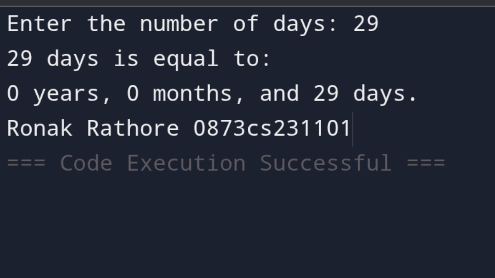 Enter the number of days: 29
29 days is equal to:
0 years, 0 months, and 29 days.
Ronak Rathore 0873cs231101
=== Code Execution Successful ===